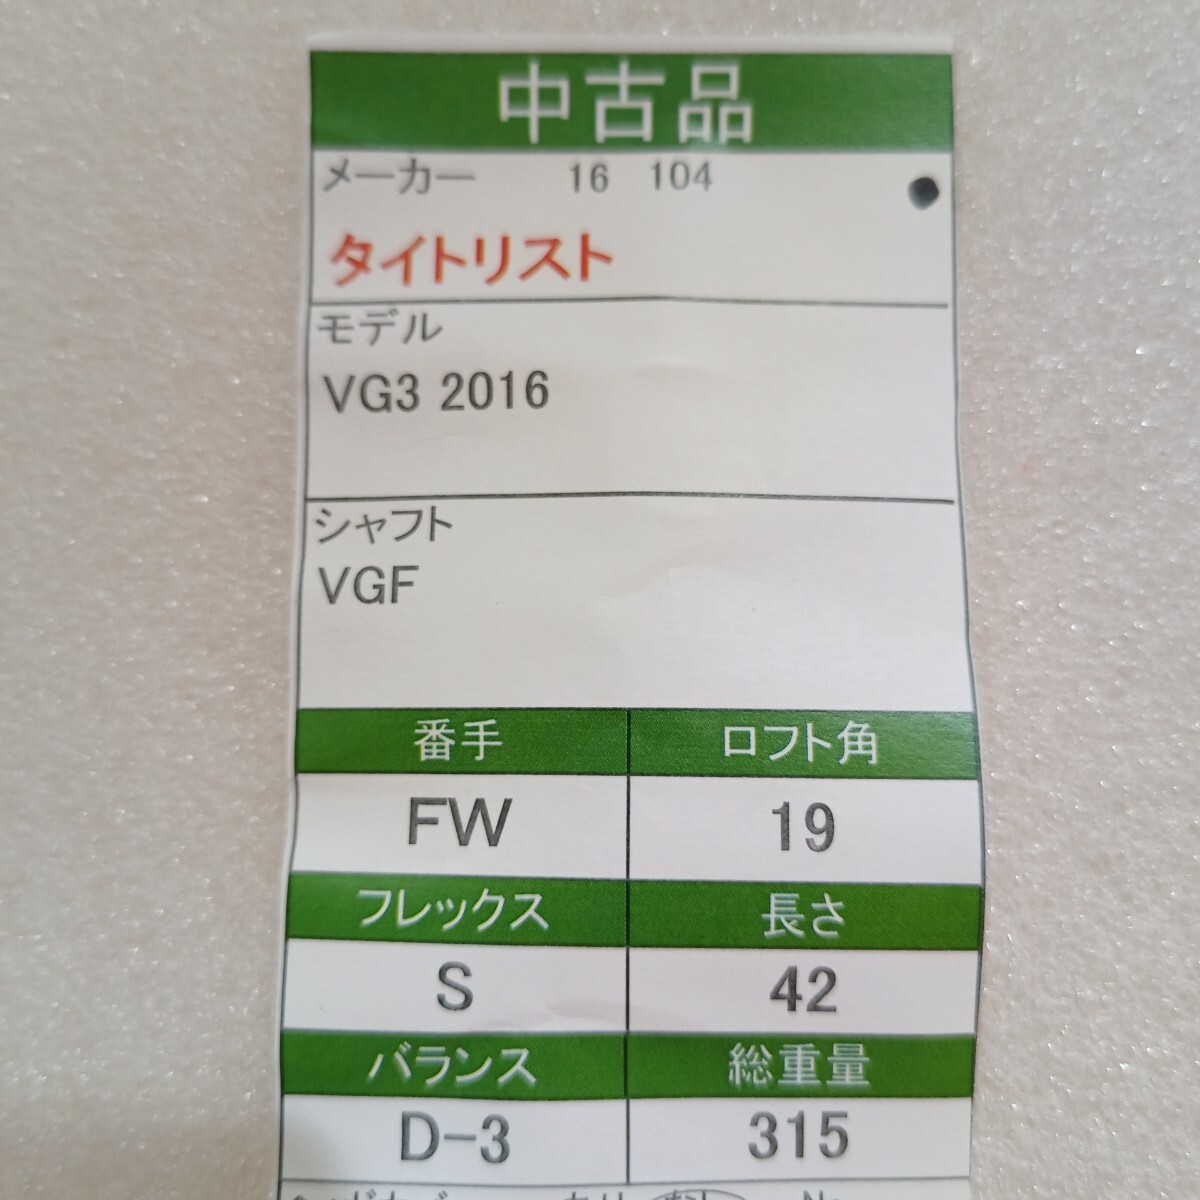 中古品
メーカー 16 104
タイトリスト
モデル
VG3 2016
シャフト
VGF
番手 ロフト角
FW 19
フレックス 長さ
S 42
バランス 総重量
D-3 315